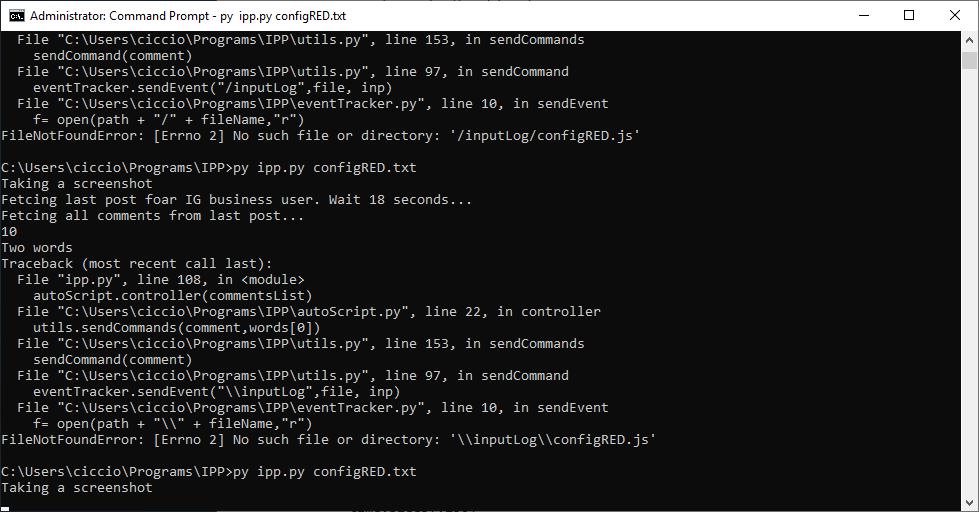 Administrator: Command Prompt - py  ipp.py configRED.txt
File "C:\Users\ciccio\Programs\IPP\utils.py", line 153, in sendCommands
sendCommand(comment)
File "C:\Users\ciccio\Programs\IPP\utils.py", line 97, in sendCommand
eventTracker.sendEvent("/inputLog",file, inp)
File "C:\Users\ciccio\Programs\IPP\eventTracker.py", line 10, in sendEvent
f= open(path + "/" + fileName,"r")
FileNotFoundError: [Errno 2] No such file or directory: '/inputLog/configRED.js'
C:\Users\ciccio\Programs\IPP>py ipp.py configRED.txt
Taking a screenshot
Fetcing last post foar IG business user. Wait 18 seconds...
Fetcing all comments from last post...
10
Two words
Traceback (most recent call last):
File "ipp.py", line 108, in <module>
autoScript.controller(commentsList)
File "C:\Users\ciccio\Programs\IPP\autoScript.py", line 22, in controller
utils.sendCommands(comment,words[0])
File "C:\Users\ciccio\Programs\IPP\utils.py", line 153, in sendCommands
sendCommand(comment)
File "C:\Users\ciccio\Programs\IPP\utils.py", line 97, in sendCommand
eventTracker.sendEvent("\\inputLog",file, inp)
File "C:\Users\ciccio\Programs\IPP\eventTracker.py", line 10, in sendEvent
f= open(path + "\\" + fileName,"r")
FileNotFoundError: [Errno 2] No such file or directory: '\\inputLog\\configRED.js'
C:\Users\ciccio\Programs\IPP>py ipp.py configRED.txt
Taking a screenshot